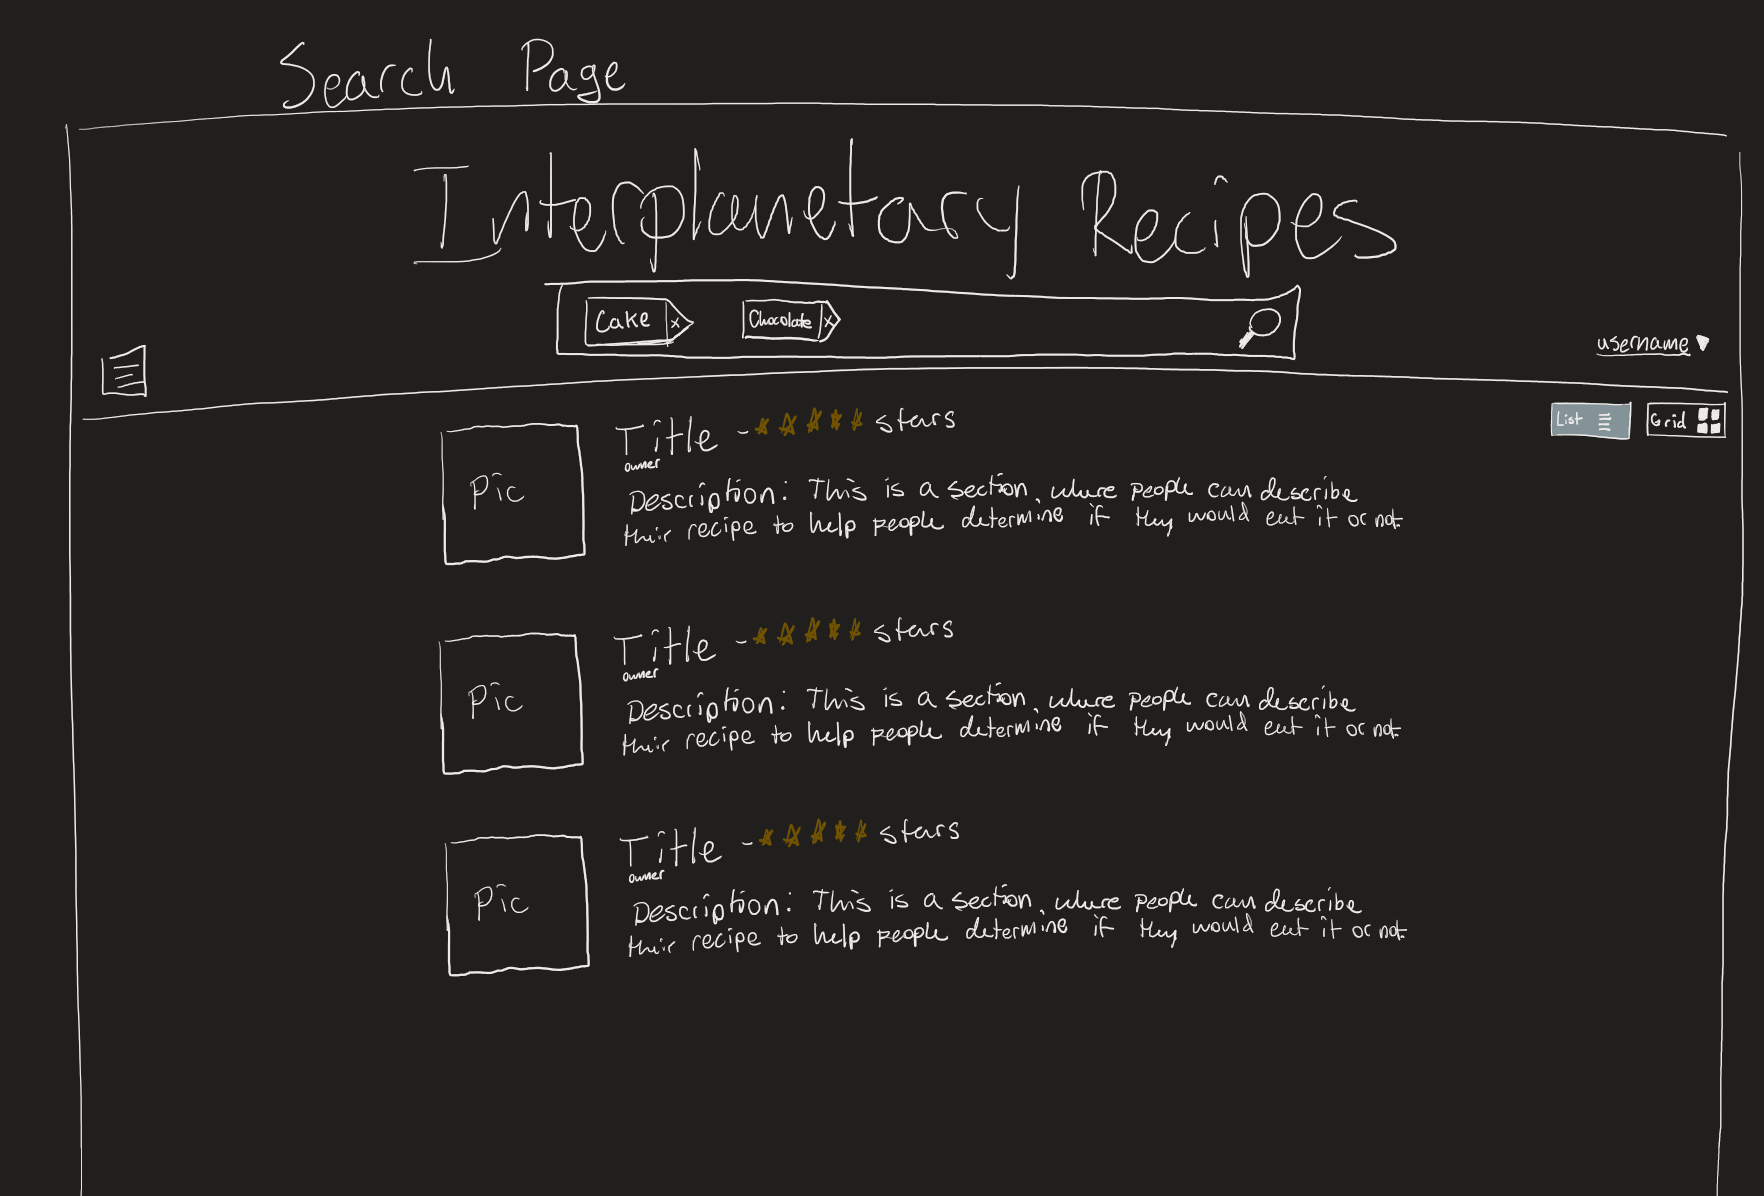 Search Page
Interplanetary Recipes
Cake x Chocolate x
username
List Grid
Title - stars
owner
Pic
Description: This is a section, where people can describe
their recipe to help people determine if they would eat it or not.
Title - stars
owner
Pic
Description: This is a section, where people can describe
their recipe to help people determine if they would eat it or not.
Title - stars
owner
Pic
Description: This is a section, where people can describe
their recipe to help people determine if they would eat it or not.